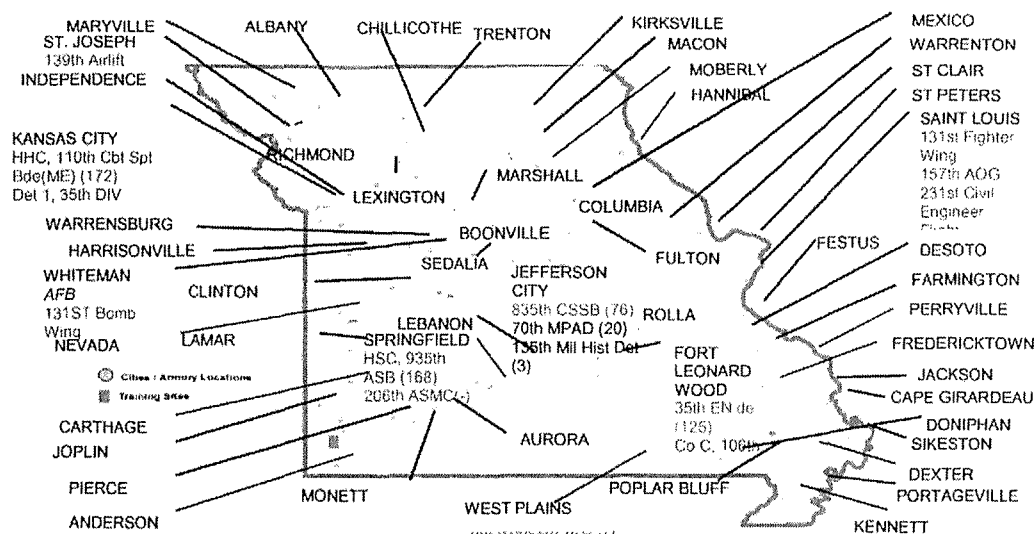 MARYVILLE
ST. JOSEPH
139th Airlift
INDEPENDENCE
ALBANY
CHILLICOTHE
TRENTON
KIRKSVILLE
MACON
MOBERLY
HANNIBAL
MEXICO
WARRENTON
ST CLAIR
ST PETERS
SAINT LOUIS
131st Fighter
Wing
157th AOG
231st Civil
Engineer
KANSAS CITY
HHC, 110th Cbt Spt
Bde(ME) (172)
Det 1, 35th DIV
RICHMOND
LEXINGTON
MARSHALL
COLUMBIA
WARRENSBURG
HARRISONVILLE
WHITEMAN
AFB
131ST Bomb
Wing
NEVADA
BOONVILLE
SEDALIA
CLINTON
LAMAR
FULTON
FESTUS
DESOTO
FARMINGTON
PERRYVILLE
FREDERICKTOWN
JACKSON
CAPE GIRARDEAU
DONIPHAN
SIKESTON
DEXTER
PORTAGEVILLE
KENNETT
JEFFERSON
CITY
835th CSSB (76)
70th MPAD (20)
135th Mil Hist Det
(3)
ROLLA
LEBANON
SPRINGFIELD
HSC, 935th
ASB (168)
206th ASMC(-)
FORT
LEONARD
WOOD
35th EN de
(125)
Co C, 106th
Cities / Armory Locations
Training Sites
CARTHAGE
JOPLIN
PIERCE
ANDERSON
MONETT
AURORA
WEST PLAINS
POPLAR BLUFF